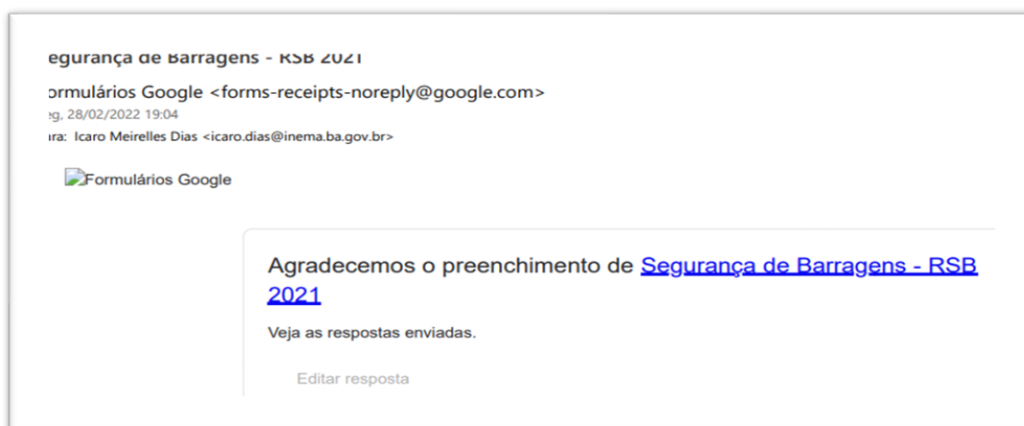 egurança de Barragens - RSB 2021
ormulários Google <forms-receipts-noreply@google.com>
eg, 28/02/2022 19:04
ara: Icaro Meirelles Dias <icaro.dias@inema.ba.gov.br>
Formulários Google
Agradecemos o preenchimento de Segurança de Barragens - RSB
2021
Veja as respostas enviadas.
Editar resposta